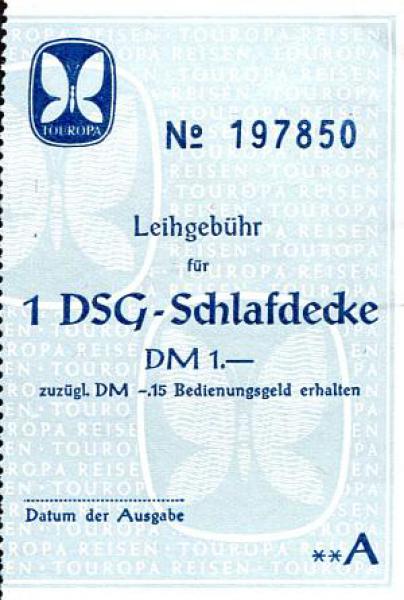 TOUROPA
№ 197850
Leihgebühr
für
1 DSG-Schlafdecke
DM 1.—
zuzügl. DM -.15 Bedienungsgeld erhalten
Datum der Ausgabe
**A